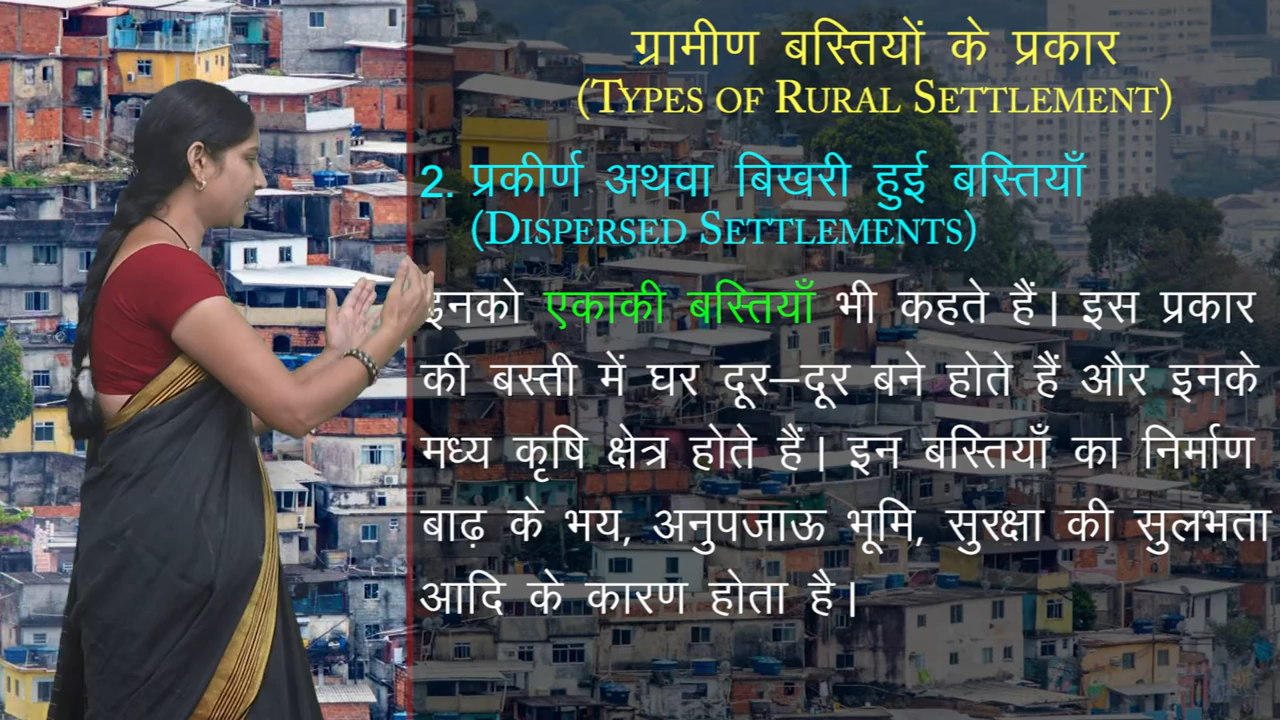 ग्रामीण बस्तियों के प्रकार
(TYPES OF RURAL SETTLEMENT)
2. प्रकीर्ण अथवा बिखरी हुई बस्तियाँ
(DISPERSED SETTLEMENTS)
इनको एकाकी बस्तियाँ भी कहते हैं। इस प्रकार
की बस्ती में घर दूर–दूर बने होते हैं और इनके
मध्य कृषि क्षेत्र होते हैं। इन बस्तियाँ का निर्माण
बाढ़ के भय, अनुपजाऊ भूमि, सुरक्षा की सुलभता
आदि के कारण होता है।